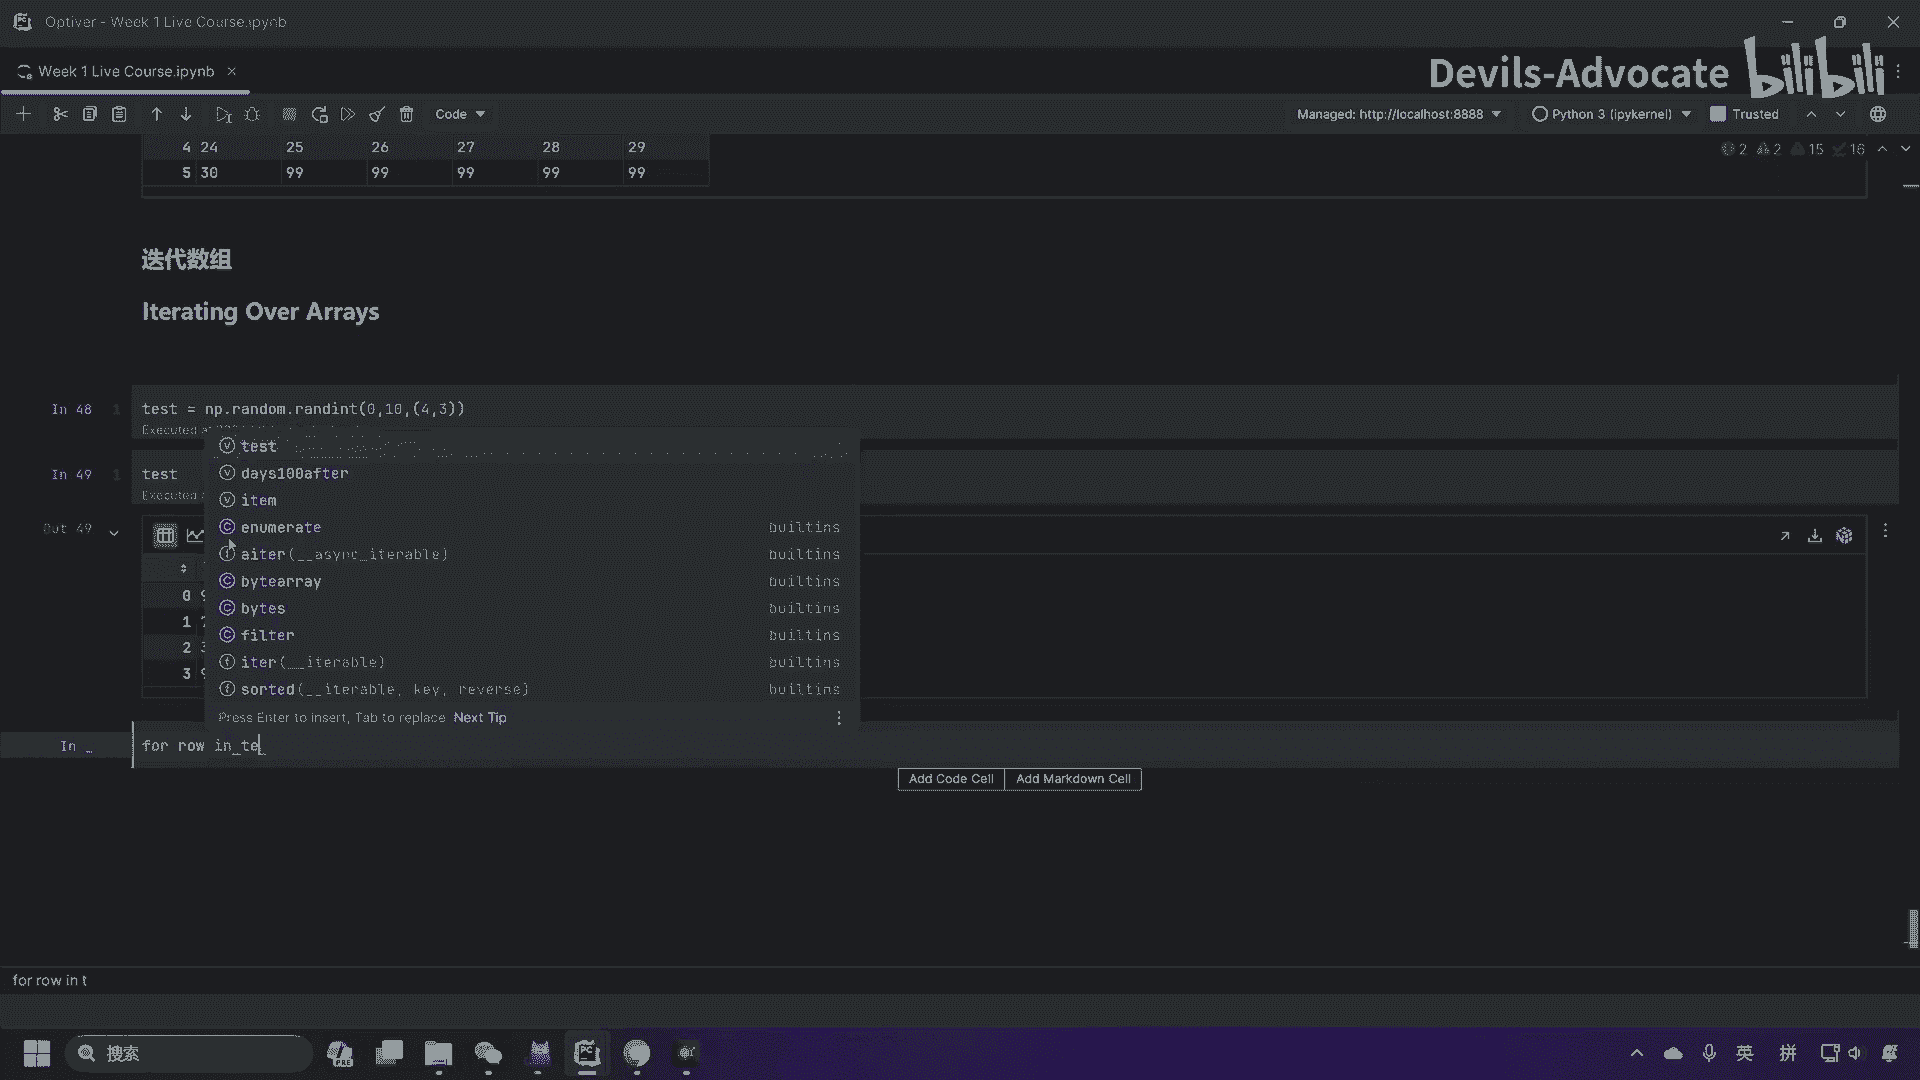 Optiver - Week 1 Live Course.ipynb
Week 1 Live Course.ipynb
Devils-Advocate bilibili
Code
Managed: http://localhost:8888
Python 3 (ipykernel)
Trusted
2 2 15 16
4 24 25 26 27 28 29
5 30 99 99 99 99 99
迭代数组
Iterating Over Arrays
In 48 1 test = np.random.randint(0,10,(4,3))
Executed
test
In 49 1 test
days100after
Executed
item
Out 49
enumerate builtins
aiter(__async_iterable) builtins
bytearray builtins
0
bytes builtins
1
filter builtins
2
iter(__iterable) builtins
3
sorted(__iterable, key, reverse) builtins
Press Enter to insert, Tab to replace Next Tip
In _ for row in te
Add Code Cell Add Markdown Cell
for row in t
搜索
PRE
PC
英
拼